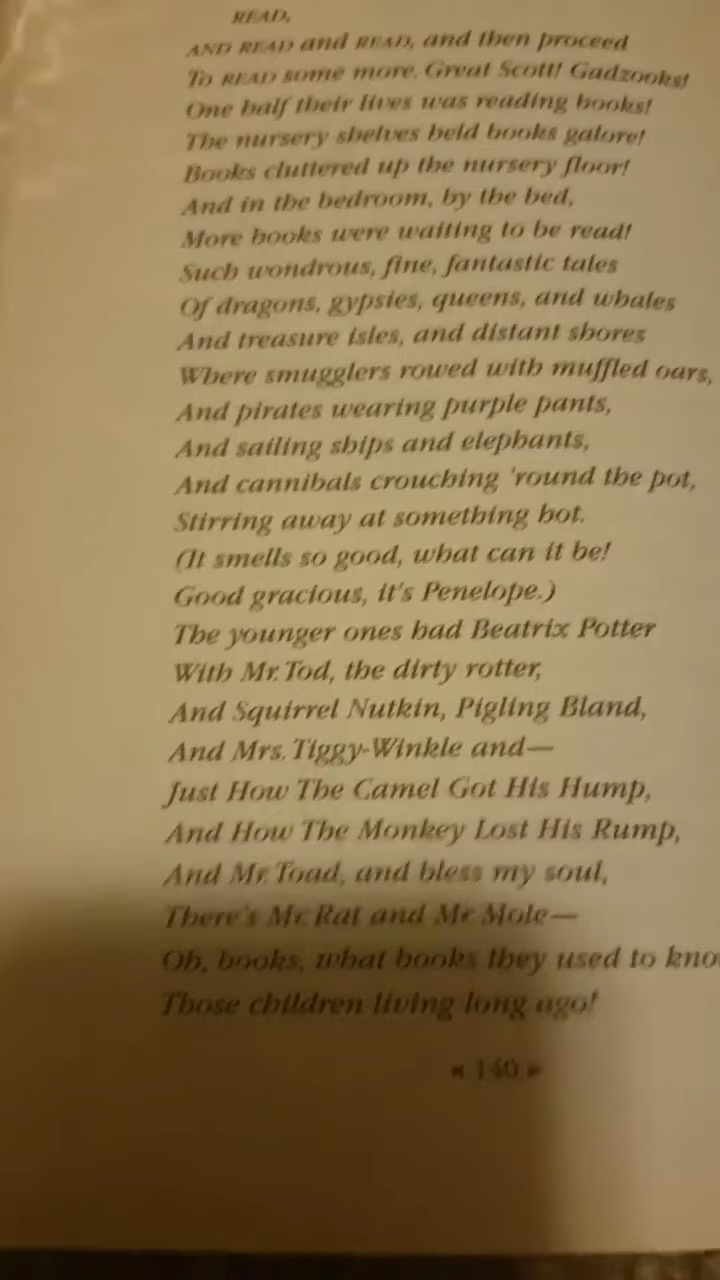 READ,
AND READ and READ, and then proceed
To READ some more. Great Scott! Gadzooks!
One half their lives was reading books!
The nursery shelves held books galore!
Books cluttered up the nursery floor!
And in the bedroom, by the bed,
More books were waiting to be read!
Such wondrous, fine, fantastic tales
Of dragons, gypsies, queens, and whales
And treasure isles, and distant shores
Where smugglers rowed with muffled oars,
And pirates wearing purple pants,
And sailing ships and elephants,
And cannibals crouching 'round the pot,
Stirring away at something hot.
(It smells so good, what can it be!
Good gracious, it's Penelope.)
The younger ones had Beatrix Potter
With Mr. Tod, the dirty rotter,
And Squirrel Nutkin, Pigling Bland,
And Mrs. Tiggy-Winkle and—
Just How The Camel Got His Hump,
And How The Monkey Lost His Rump,
And Mr. Toad, and bless my soul,
There's Mr. Rat and Mr. Mole—
Oh, books, what books they used to kno
Those children living long ago!
« 140 »